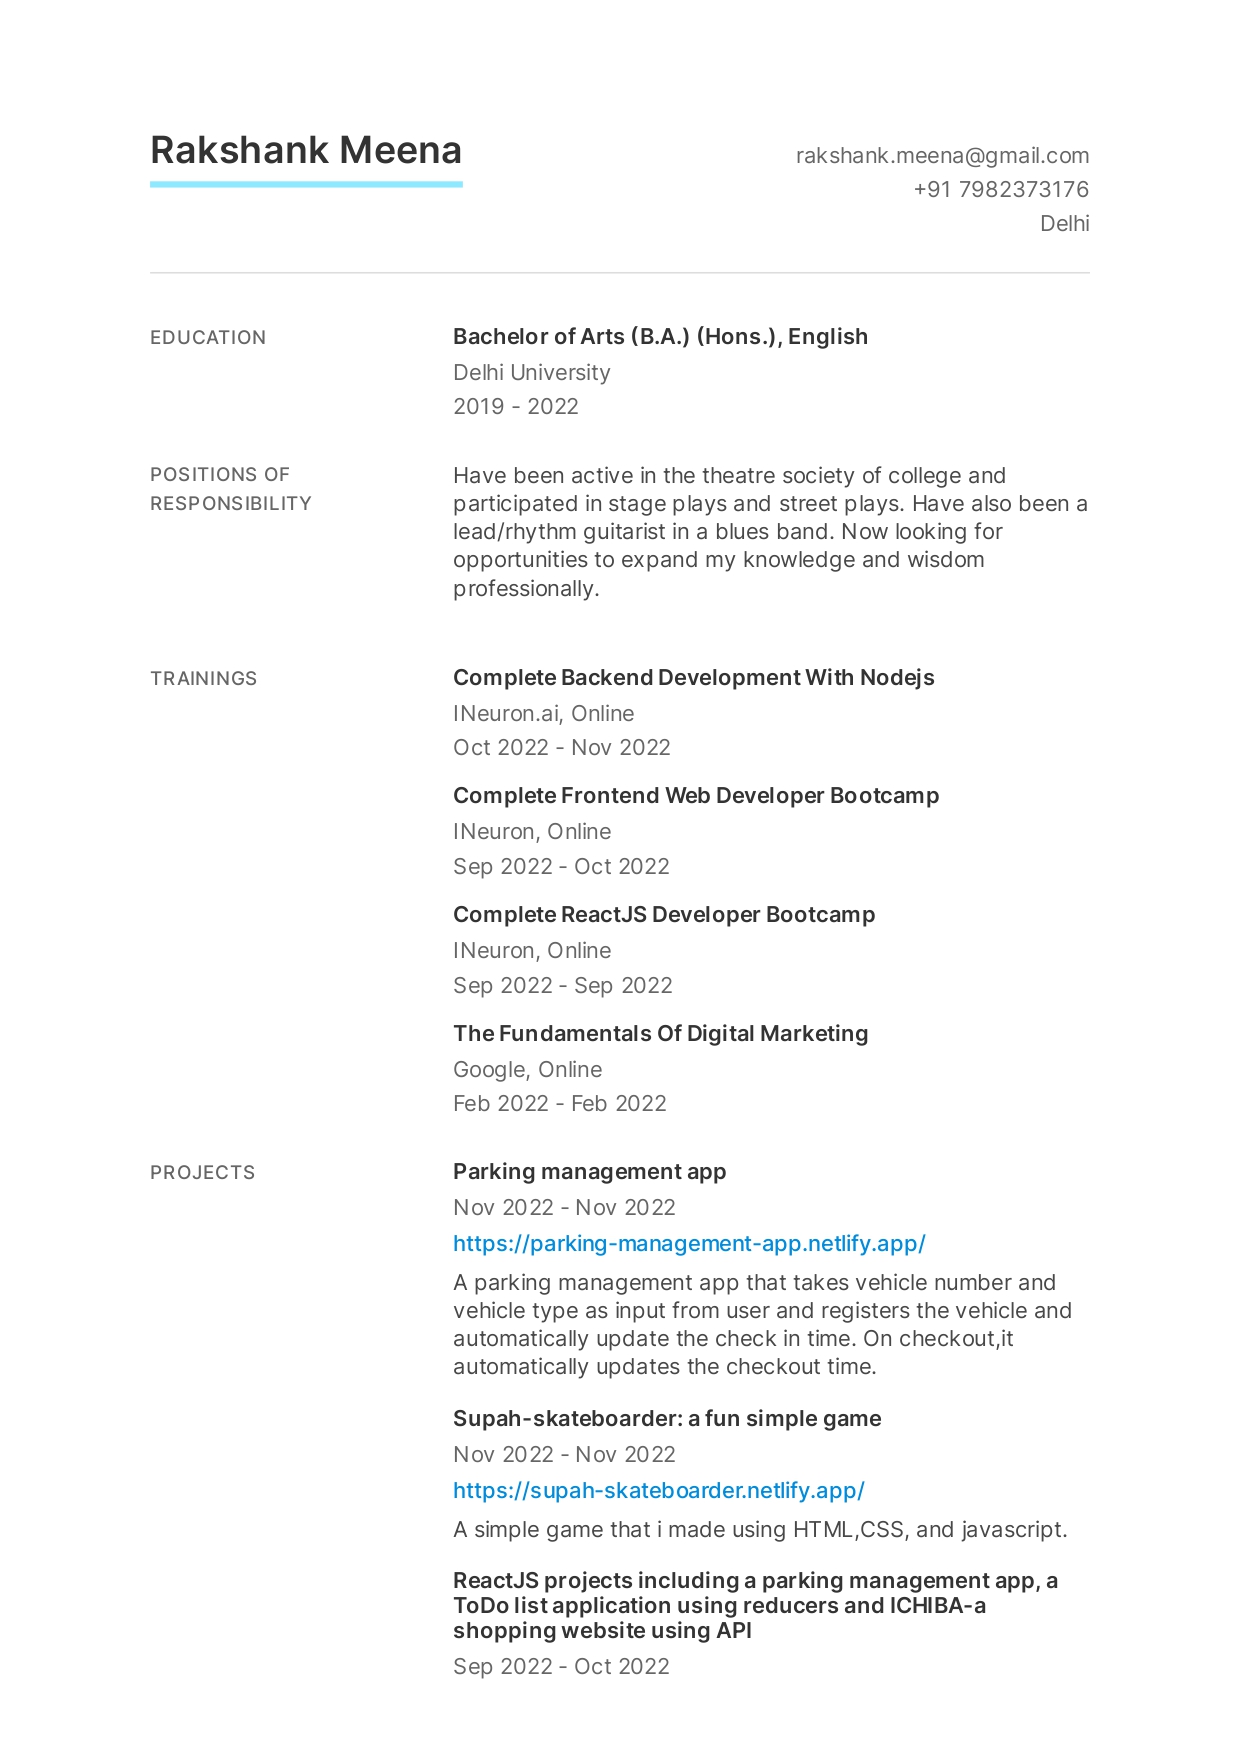 Rakshank Meena
rakshank.meena@gmail.com
+91 7982373176
Delhi
EDUCATION
Bachelor of Arts (B.A.) (Hons.), English
Delhi University
2019 - 2022
POSITIONS OF
RESPONSIBILITY
Have been active in the theatre society of college and
participated in stage plays and street plays. Have also been a
lead/rhythm guitarist in a blues band. Now looking for
opportunities to expand my knowledge and wisdom
professionally.
TRAININGS
Complete Backend Development With Nodejs
INeuron.ai, Online
Oct 2022 - Nov 2022
Complete Frontend Web Developer Bootcamp
INeuron, Online
Sep 2022 - Oct 2022
Complete ReactJS Developer Bootcamp
INeuron, Online
Sep 2022 - Sep 2022
The Fundamentals Of Digital Marketing
Google, Online
Feb 2022 - Feb 2022
PROJECTS
Parking management app
Nov 2022 - Nov 2022
https://parking-management-app.netlify.app/
A parking management app that takes vehicle number and
vehicle type as input from user and registers the vehicle and
automatically update the check in time. On checkout,it
automatically updates the checkout time.
Supah-skateboarder: a fun simple game
Nov 2022 - Nov 2022
https://supah-skateboarder.netlify.app/
A simple game that i made using HTML,CSS, and javascript.
ReactJS projects including a parking management app, a
ToDo list application using reducers and ICHIBA-a
shopping website using API
Sep 2022 - Oct 2022